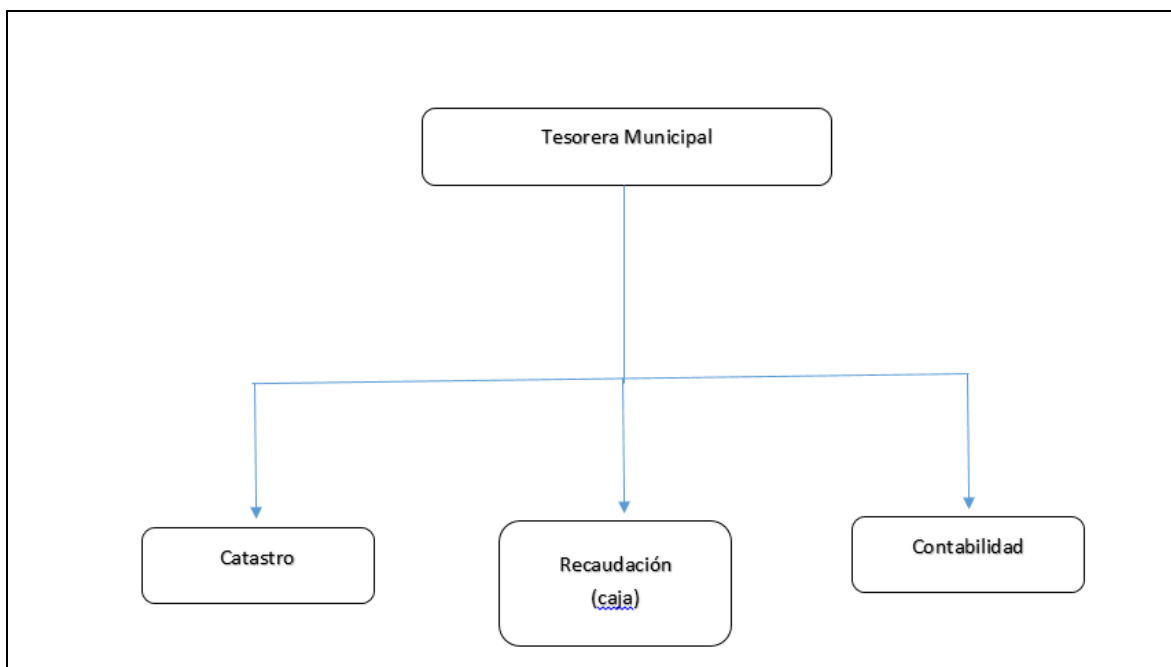 Tesorera Municipal
Catastro
Recaudación
(caja)
Contabilidad